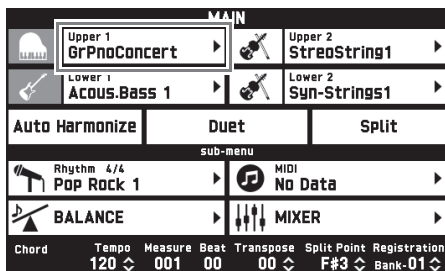 MAIN
Upper 1
GrPnoConcert
Upper 2
StreoString1
Lower 1
Acous.Bass 1
Lower 2
Syn-Strings1
Auto Harmonize Duet Split
sub-menu
Rhythm 4/4
Pop Rock 1
MIDI
No Data
BALANCE MIXER
Chord Tempo Measure Beat Transpose Split Point Registration
120 001 00 00 F#3 Bank-01